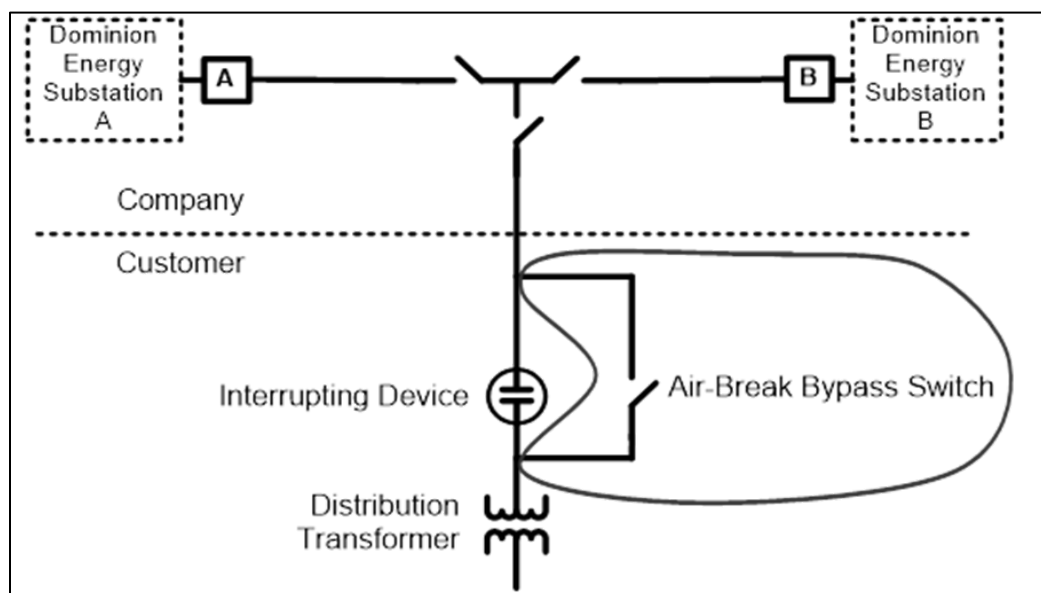 Dominion
Energy
Substation
A
A
B
Dominion
Energy
Substation
B
Company
Customer
Interrupting Device
Air-Break Bypass Switch
Distribution
Transformer